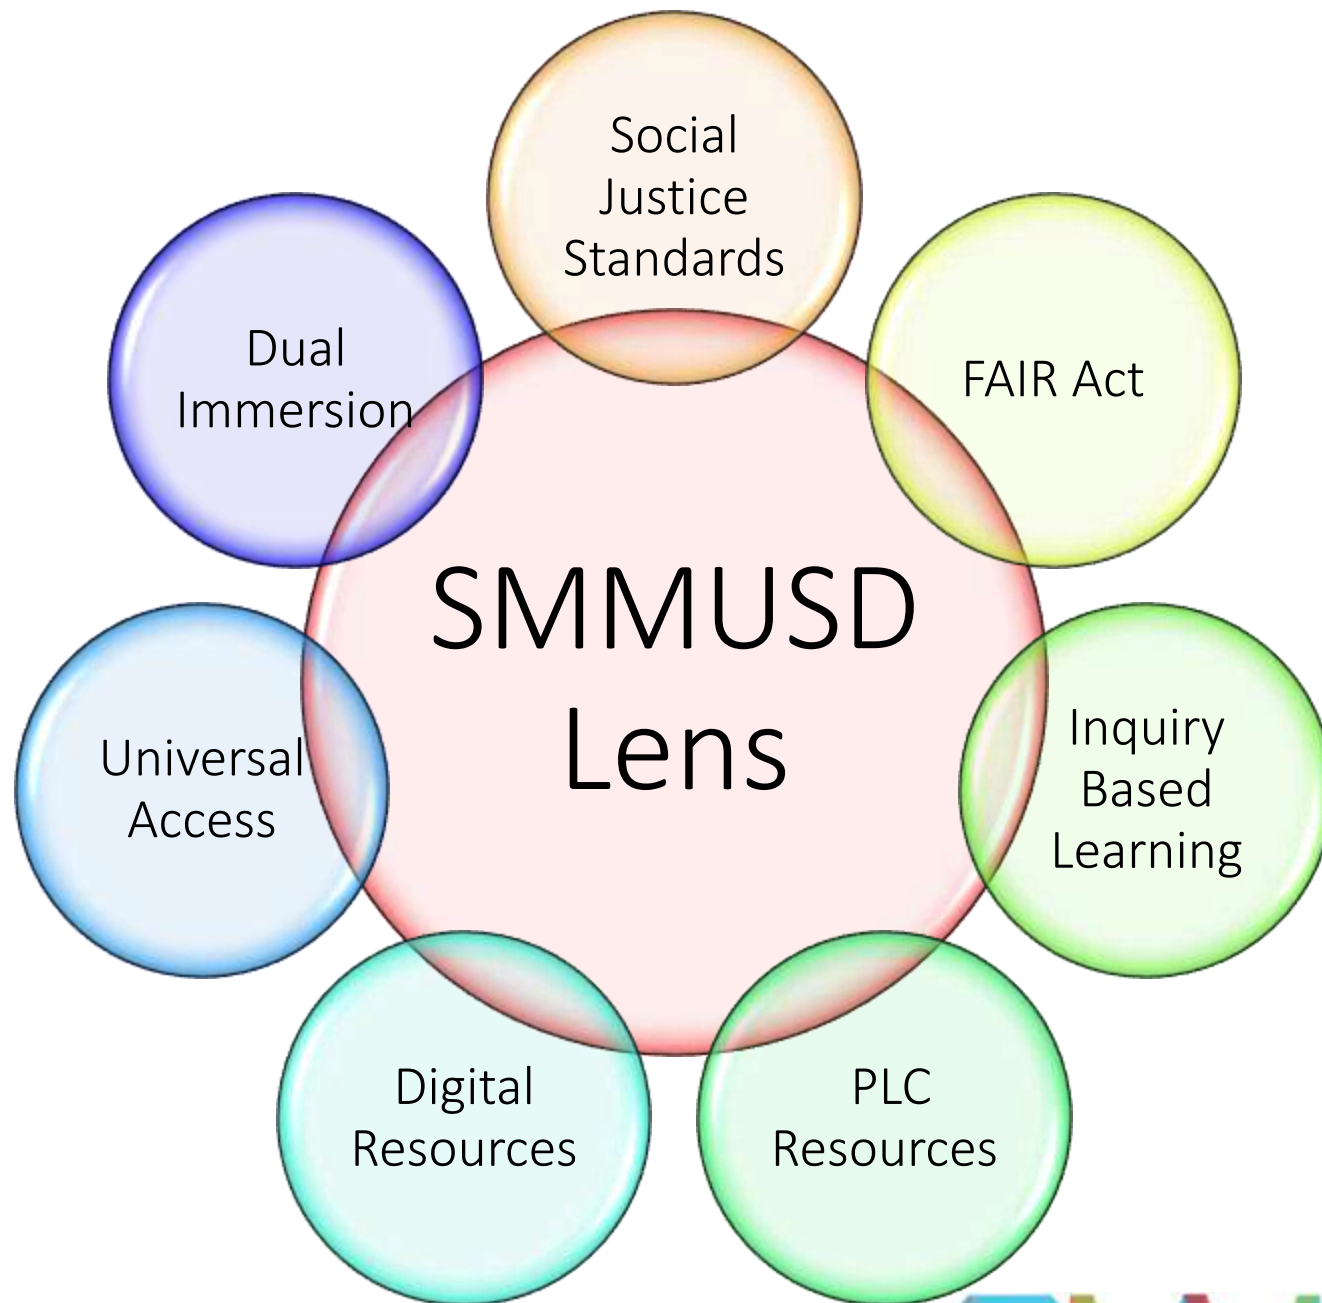 Social
Justice
Standards
FAIR Act
Inquiry
Based
Learning
PLC
Resources
Digital
Resources
Universal
Access
Dual
Immersion
SMMUSD
Lens